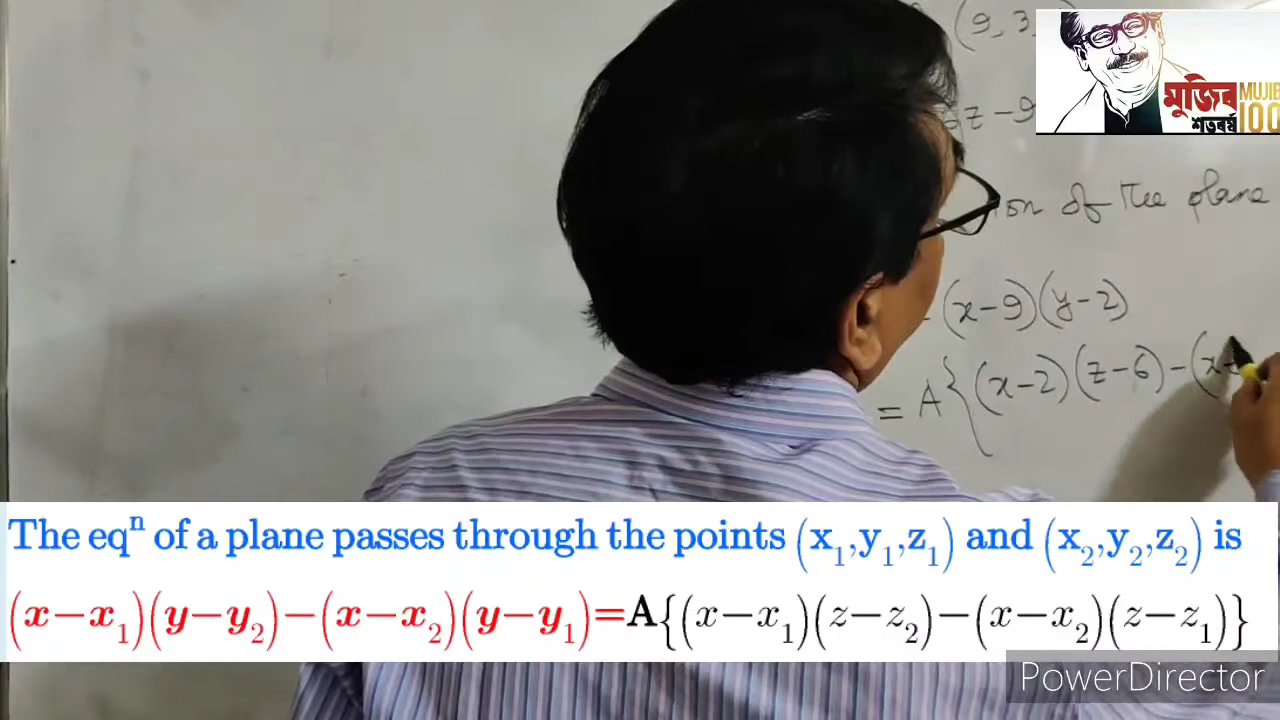 (9, 3,
z - 9
of the plane
(x-9)(y-2)
= A{(x-2)(z-6)-(x-
মুজিব MUJIB
শতবর্ষ 100
The eqⁿ of a plane passes through the points (x₁,y₁,z₁) and (x₂,y₂,z₂) is
(x−x₁)(y−y₂)−(x−x₂)(y−y₁)=A{(x−x₁)(z−z₂)−(x−x₂)(z−z₁)}
PowerDirector